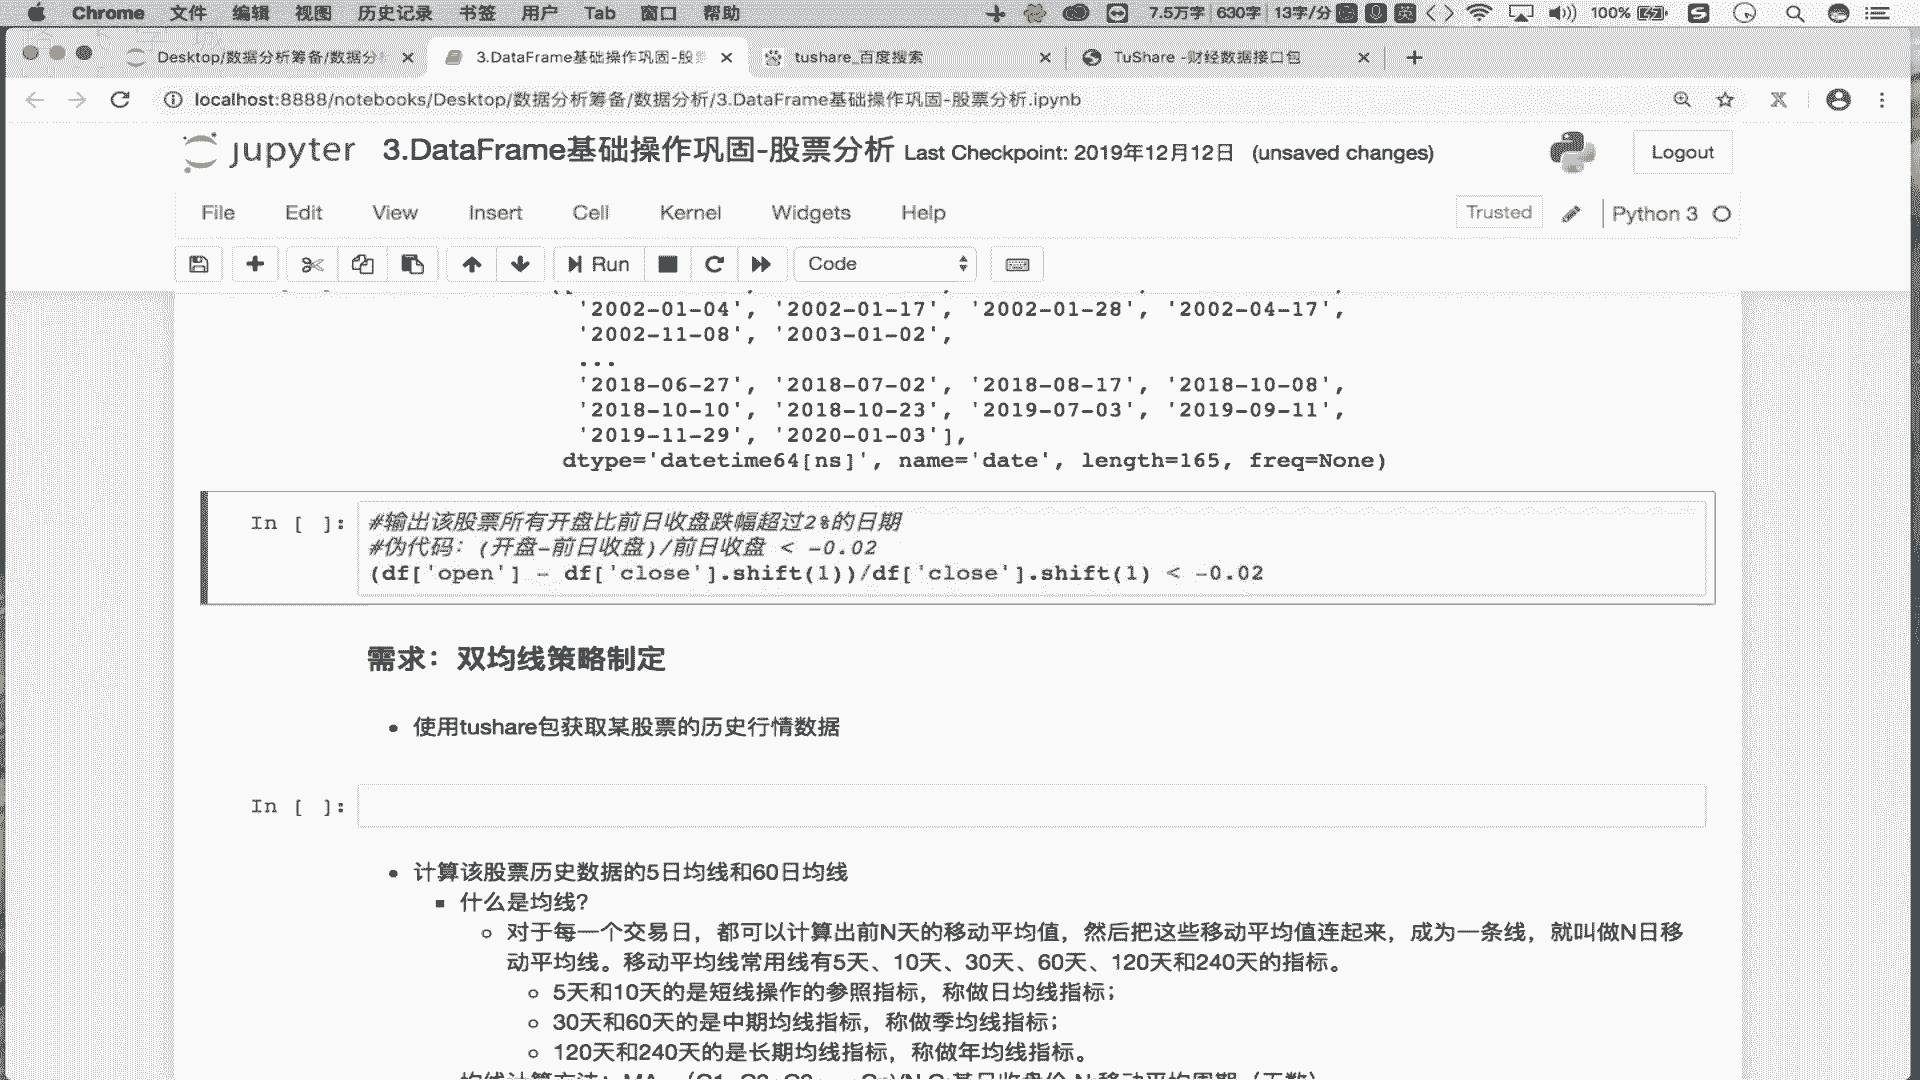 Chrome 文件 编辑 视图 历史记录 书签 用户 Tab 窗口 帮助 7.5万字 630字 13字/分 英 100%
Desktop/数据分析筹备/数据分
3.DataFrame基础操作巩固-股
tushare_百度搜索
TuShare -财经数据接口包
localhost:8888/notebooks/Desktop/数据分析筹备/数据分析/3.DataFrame基础操作巩固-股票分析.ipynb
jupyter 3.DataFrame基础操作巩固-股票分析 Last Checkpoint: 2019年12月12日 (unsaved changes) Logout
File Edit View Insert Cell Kernel Widgets Help Trusted Python 3
Run Code
'2002-01-04', '2002-01-17', '2002-01-28', '2002-04-17',
'2002-11-08', '2003-01-02',
...
'2018-06-27', '2018-07-02', '2018-08-17', '2018-10-08',
'2018-10-10', '2018-10-23', '2019-07-03', '2019-09-11',
'2019-11-29', '2020-01-03'],
dtype='datetime64[ns]', name='date', length=165, freq=None)
In [ ]: #输出该股票所有开盘比前日收盘跌幅超过2%的日期
#伪代码：(开盘-前日收盘)/前日收盘 < -0.02
(df['open'] - df['close'].shift(1))/df['close'].shift(1) < -0.02
需求：双均线策略制定
使用tushare包获取某股票的历史行情数据
In [ ]:
计算该股票历史数据的5日均线和60日均线
什么是均线?
对于每一个交易日，都可以计算出前N天的移动平均值，然后把这些移动平均值连起来，成为一条线，就叫做N日移
动平均线。移动平均线常用线有5天、10天、30天、60天、120天和240天的指标。
5天和10天的是短线操作的参照指标，称做日均线指标；
30天和60天的是中期均线指标，称做季均线指标；
120天和240天的是长期均线指标，称做年均线指标。